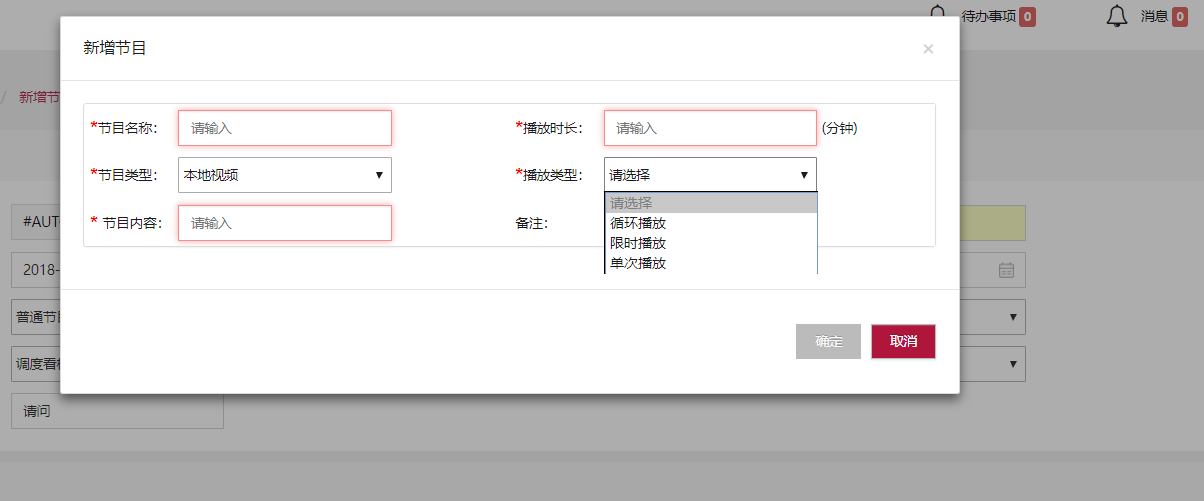 待办事项 0
消息 0
新增节目
×
/ 新增节
*节目名称: 请输入
*播放时长: 请输入 (分钟)
*节目类型: 本地视频
*播放类型: 请选择
请选择
循环播放
限时播放
单次播放
* 节目内容: 请输入
备注:
#AUT
2018-
普通节
调度看
确定
取消
请问